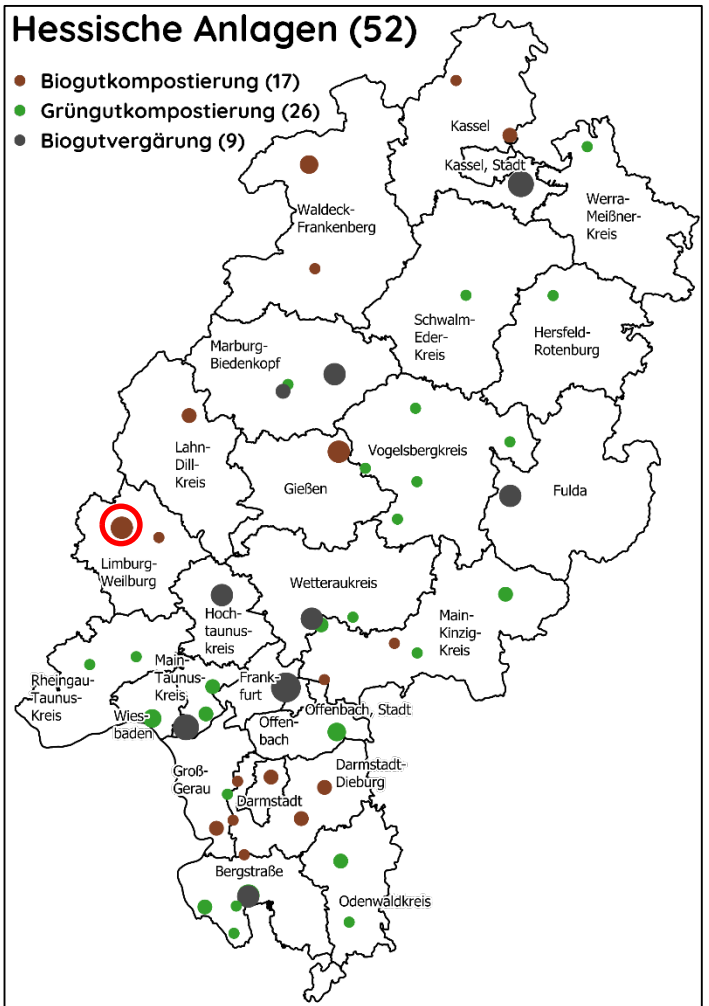 Hessische Anlagen (52)
Biogutkompostierung (17)
Grüngutkompostierung (26)
Biogutvergärung (9)
Kassel
Kassel, Stadt
Werra-
Meißner-
Kreis
Waldeck-
Frankenberg
Schwalm-
Eder-
Kreis
Hersfeld-
Rotenburg
Marburg-
Biedenkopf
Lahn-
Dill-
Kreis
Vogelsbergkreis
Gießen
Fulda
Limburg-
Weilburg
Wetteraukreis
Hoch-
taunus-
kreis
Main-
Kinzig-
Kreis
Rheingau-
Taunus-
Kreis
Main-
Taunus-
Kreis
Frank-
furt
Wies-
baden
Offen-
bach
Offenbach, Stadt
Groß-
Gerau
Darmstadt
Darmstadt-
Dieburg
Bergstraße
Odenwaldkreis